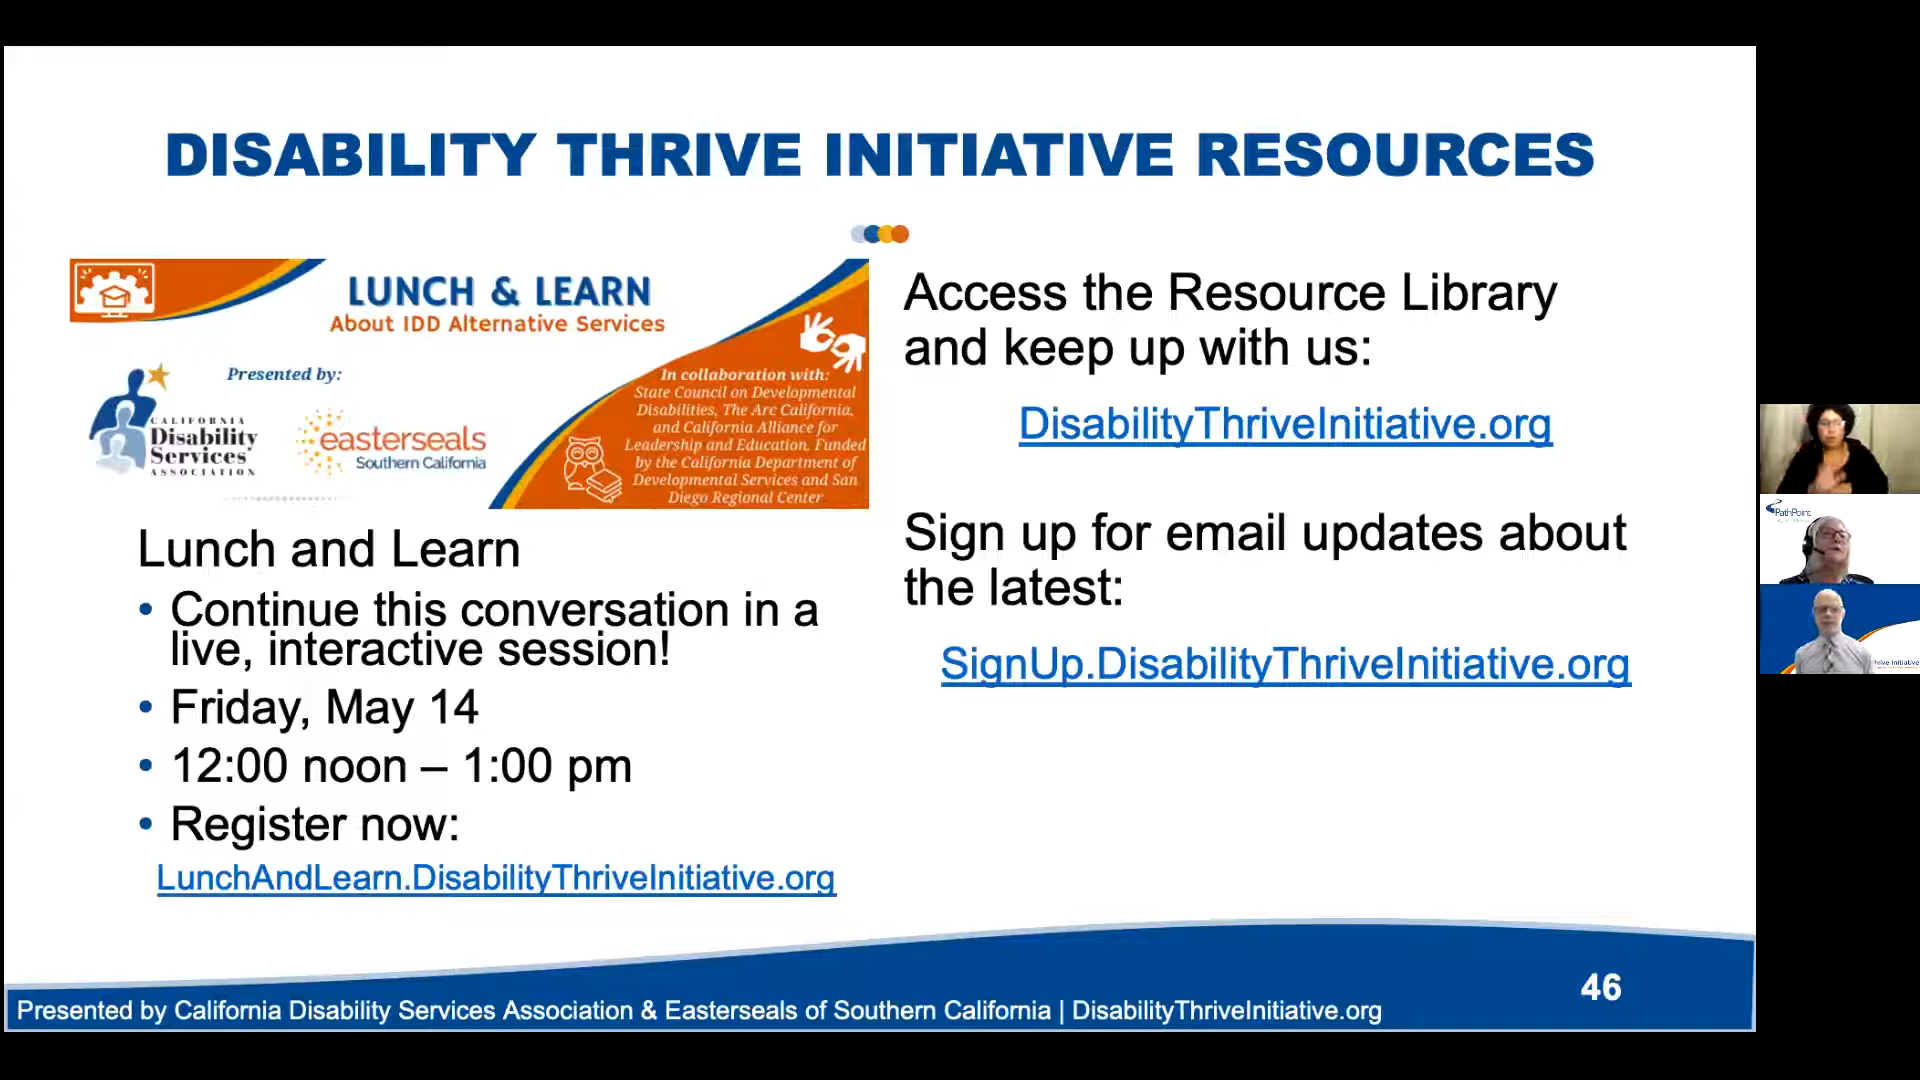 DISABILITY THRIVE INITIATIVE RESOURCES
LUNCH & LEARN
About IDD Alternative Services
Presented by:
CALIFORNIA
Disability
Services
ASSOCIATION
easterseals
Southern California
In collaboration with:
State Council on Developmental
Disabilities, The Arc California,
and California Alliance for
Leadership and Education. Funded
by the California Department of
Developmental Services and San
Diego Regional Center
Lunch and Learn
• Continue this conversation in a
live, interactive session!
• Friday, May 14
• 12:00 noon – 1:00 pm
• Register now:
LunchAndLearn.DisabilityThriveInitiative.org
Access the Resource Library
and keep up with us:
DisabilityThriveInitiative.org
Sign up for email updates about
the latest:
SignUp.DisabilityThriveInitiative.org
PathPoint
hrive Initiative
46
Presented by California Disability Services Association & Easterseals of Southern California | DisabilityThriveInitiative.org